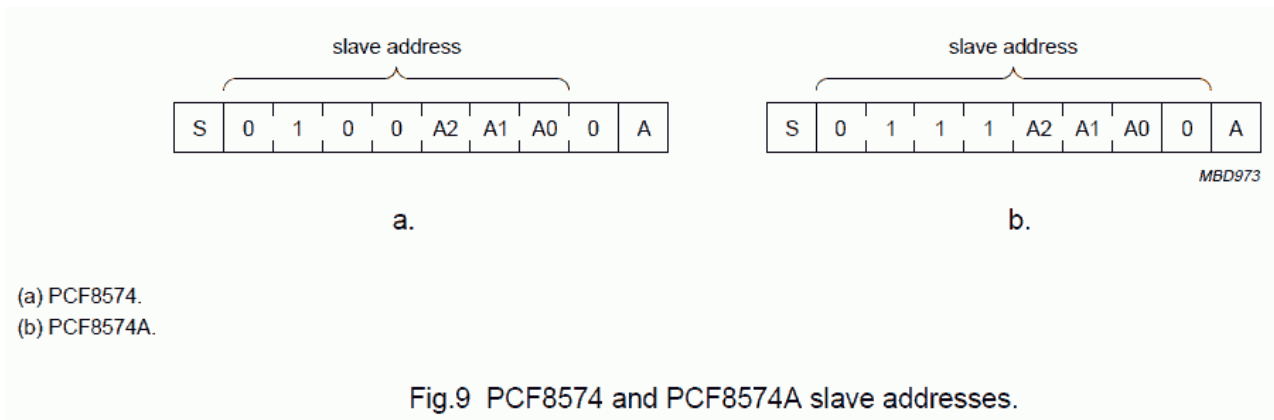 slave address slave address
S 0 1 0 0 A2 A1 A0 0 A S 0 1 1 1 A2 A1 A0 0 A
MBD973
a. b.
(a) PCF8574.
(b) PCF8574A.
Fig.9 PCF8574 and PCF8574A slave addresses.